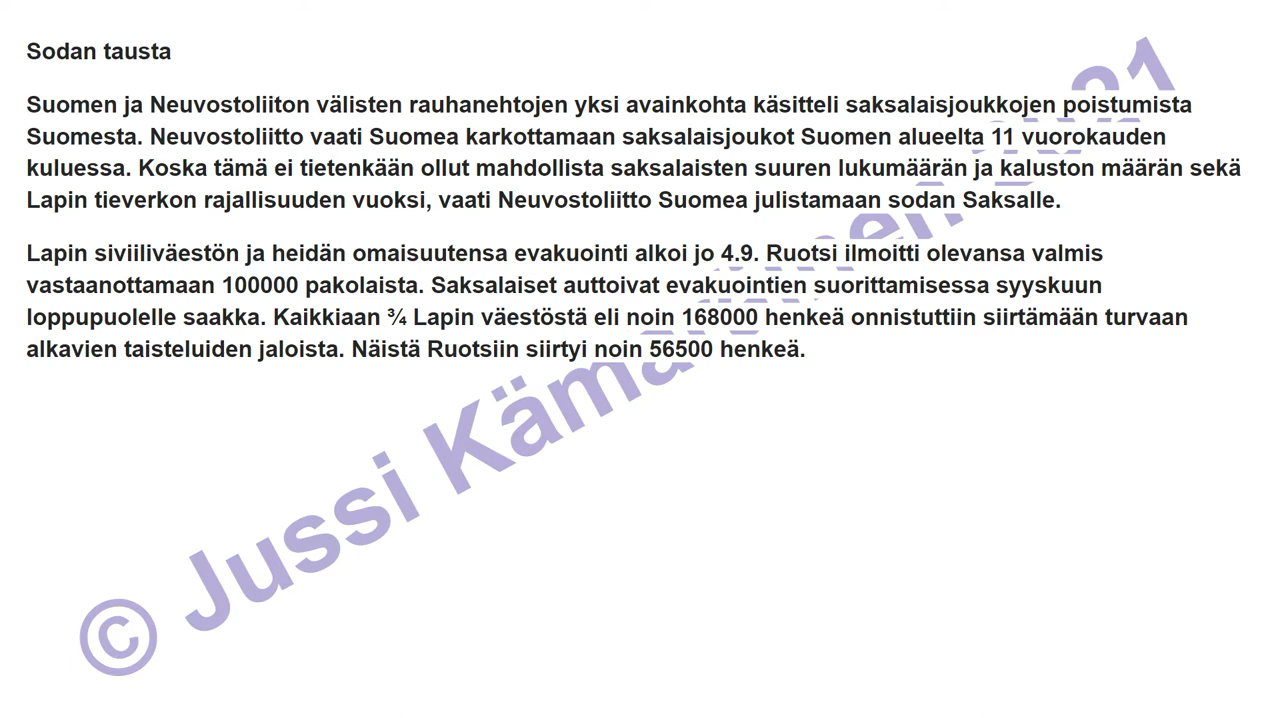 Sodan tausta
Suomen ja Neuvostoliiton välisten rauhanehtojen yksi avainkohta käsitteli saksalaisjoukkojen poistumista
Suomesta. Neuvostoliitto vaati Suomea karkottamaan saksalaisjoukot Suomen alueelta 11 vuorokauden
kuluessa. Koska tämä ei tietenkään ollut mahdollista saksalaisten suuren lukumäärän ja kaluston määrän sekä
Lapin tieverkon rajallisuuden vuoksi, vaati Neuvostoliitto Suomea julistamaan sodan Saksalle.
Lapin siviiliväestön ja heidän omaisuutensa evakuointi alkoi jo 4.9. Ruotsi ilmoitti olevansa valmis
vastaanottamaan 100000 pakolaista. Saksalaiset auttoivat evakuointien suorittamisessa syyskuun
loppupuolelle saakka. Kaikkiaan ¾ Lapin väestöstä eli noin 168000 henkeä onnistuttiin siirtämään turvaan
alkavien taisteluiden jaloista. Näistä Ruotsiin siirtyi noin 56500 henkeä.
© Jussi